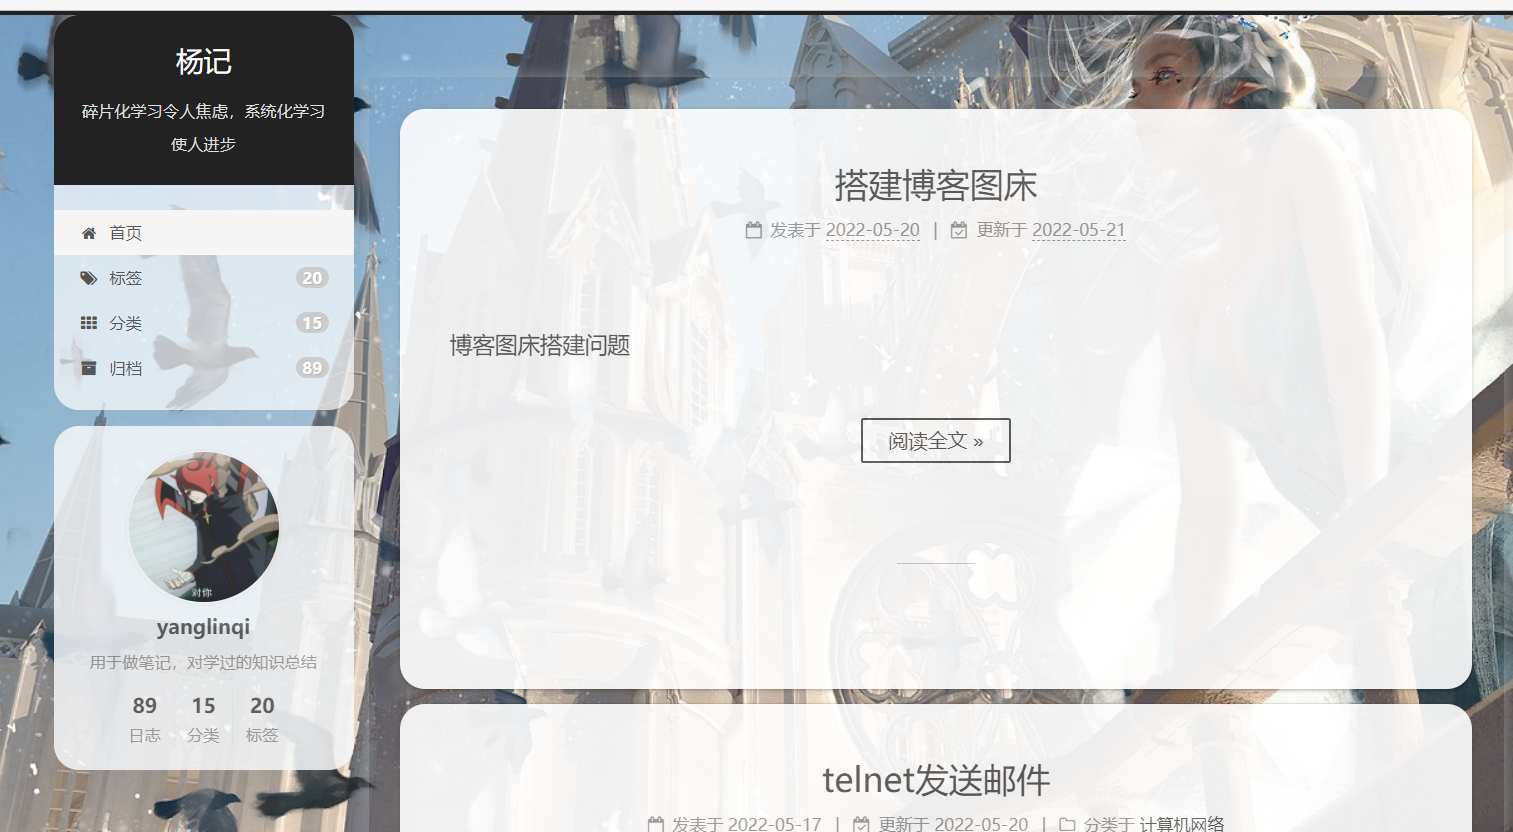 杨记
碎片化学习令人焦虑，系统化学习
使人进步
首页
标签 20
分类 15
归档 89
对你
yanglinqi
用于做笔记，对学过的知识总结
89 15 20
日志 分类 标签
搭建博客图床
发表于 2022-05-20 | 更新于 2022-05-21
博客图床搭建问题
阅读全文 »
telnet发送邮件
发表于 2022-05-17 | 更新于 2022-05-20 | 分类于 计算机网络